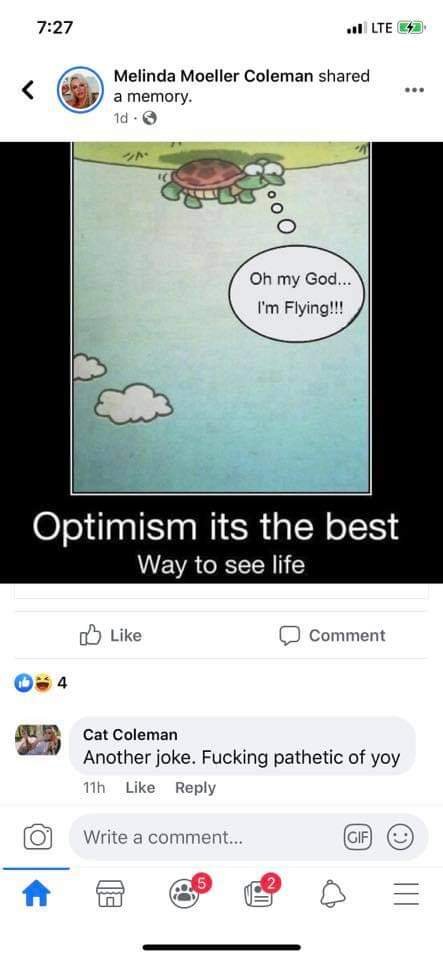 7:27
LTE
Melinda Moeller Coleman shared
a memory.
1d ·
Oh my God...
I'm Flying!!!
Optimism its the best
Way to see life
Like
Comment
4
Cat Coleman
Another joke. Fucking pathetic of yoy
11h Like Reply
Write a comment...
GIF
5
2